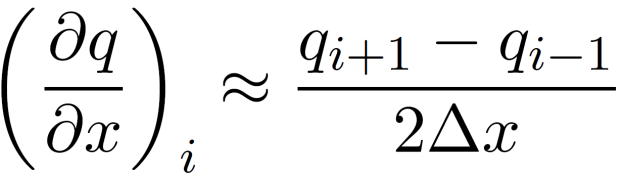 (∂q/∂x)_i ≈ (q_{i+1} − q_{i−1})/(2Δx)